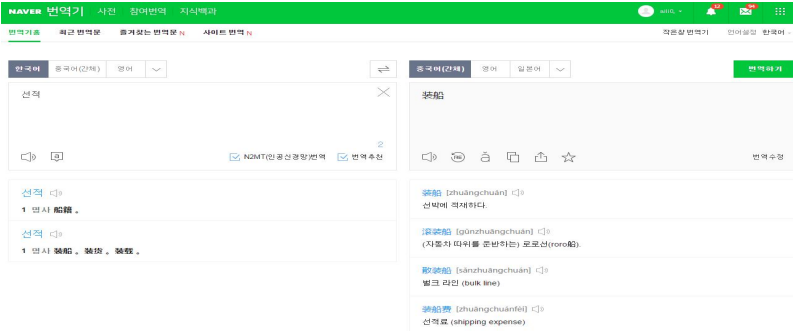 NAVER 번역기 사전 참여번역 지식백과
번역기홈 최근 번역문 즐겨찾는 번역문 N 사이트 번역 N 작은창 번역기 언어설정 한국어
한국어 중국어(간체) 영어
중국어(간체) 영어 일본어 번역하기
선적
装船
2
N2MT(인공신경망)번역 번역추천
번역수정
선적
1 명사 船籍。
선적
1 명사 装船。装货。装载。
装船 [zhuāngchuán]
선박에 적재하다.
滚装船 [gǔnzhuāngchuán]
(자동차 따위를 운반하는) 로로선(roro船).
散装船 [sǎnzhuāngchuán]
벌크 라인 (bulk line)
装船费 [zhuāngchuánfèi]
선적료 (shipping expense)